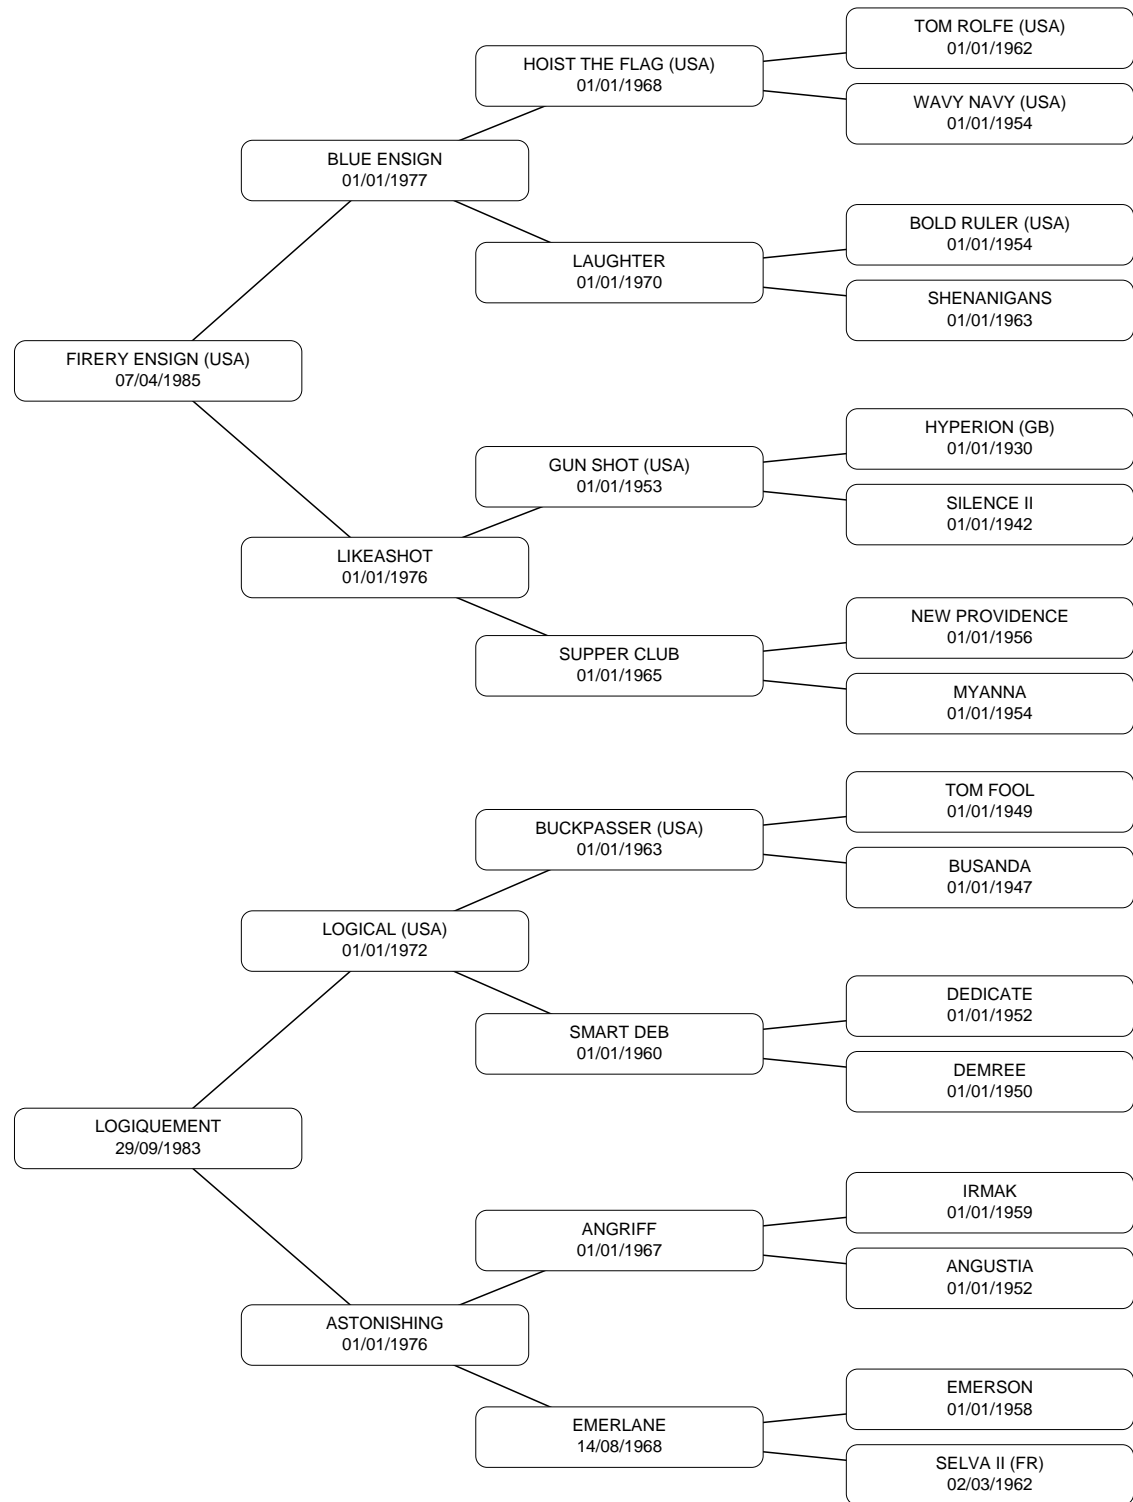 TOM ROLFE (USA)
01/01/1962
HOIST THE FLAG (USA)
01/01/1968
WAVY NAVY (USA)
01/01/1954
BLUE ENSIGN
01/01/1977
BOLD RULER (USA)
01/01/1954
LAUGHTER
01/01/1970
SHENANIGANS
01/01/1963
FIRERY ENSIGN (USA)
07/04/1985
HYPERION (GB)
01/01/1930
GUN SHOT (USA)
01/01/1953
SILENCE II
01/01/1942
LIKEASHOT
01/01/1976
NEW PROVIDENCE
01/01/1956
SUPPER CLUB
01/01/1965
MYANNA
01/01/1954
TOM FOOL
01/01/1949
BUCKPASSER (USA)
01/01/1963
BUSANDA
01/01/1947
LOGICAL (USA)
01/01/1972
DEDICATE
01/01/1952
SMART DEB
01/01/1960
DEMREE
01/01/1950
LOGIQUEMENT
29/09/1983
IRMAK
01/01/1959
ANGRIFF
01/01/1967
ANGUSTIA
01/01/1952
ASTONISHING
01/01/1976
EMERSON
01/01/1958
EMERLANE
14/08/1968
SELVA II (FR)
02/03/1962